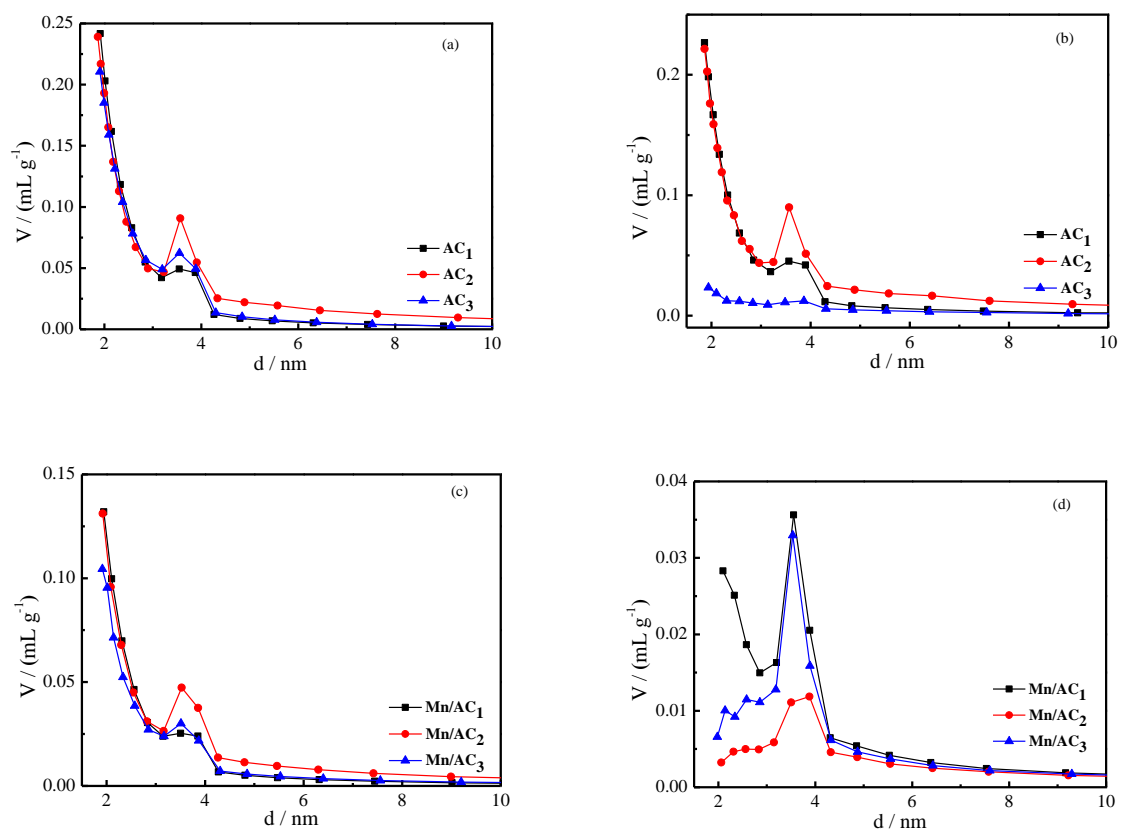 (a)
0.25
0.20
0.15
0.10
0.05
0.00
V / (mL g⁻¹)
AC₁
AC₂
AC₃
2 4 6 8 10
d / nm
(b)
0.2
0.1
0.0
V / (mL g⁻¹)
AC₁
AC₂
AC₃
2 4 6 8 10
d / nm
(c)
0.15
0.10
0.05
0.00
V / (mL g⁻¹)
Mn/AC₁
Mn/AC₂
Mn/AC₃
2 4 6 8 10
d / nm
(d)
0.04
0.03
0.02
0.01
0.00
V / (mL g⁻¹)
Mn/AC₁
Mn/AC₂
Mn/AC₃
2 4 6 8 10
d / nm